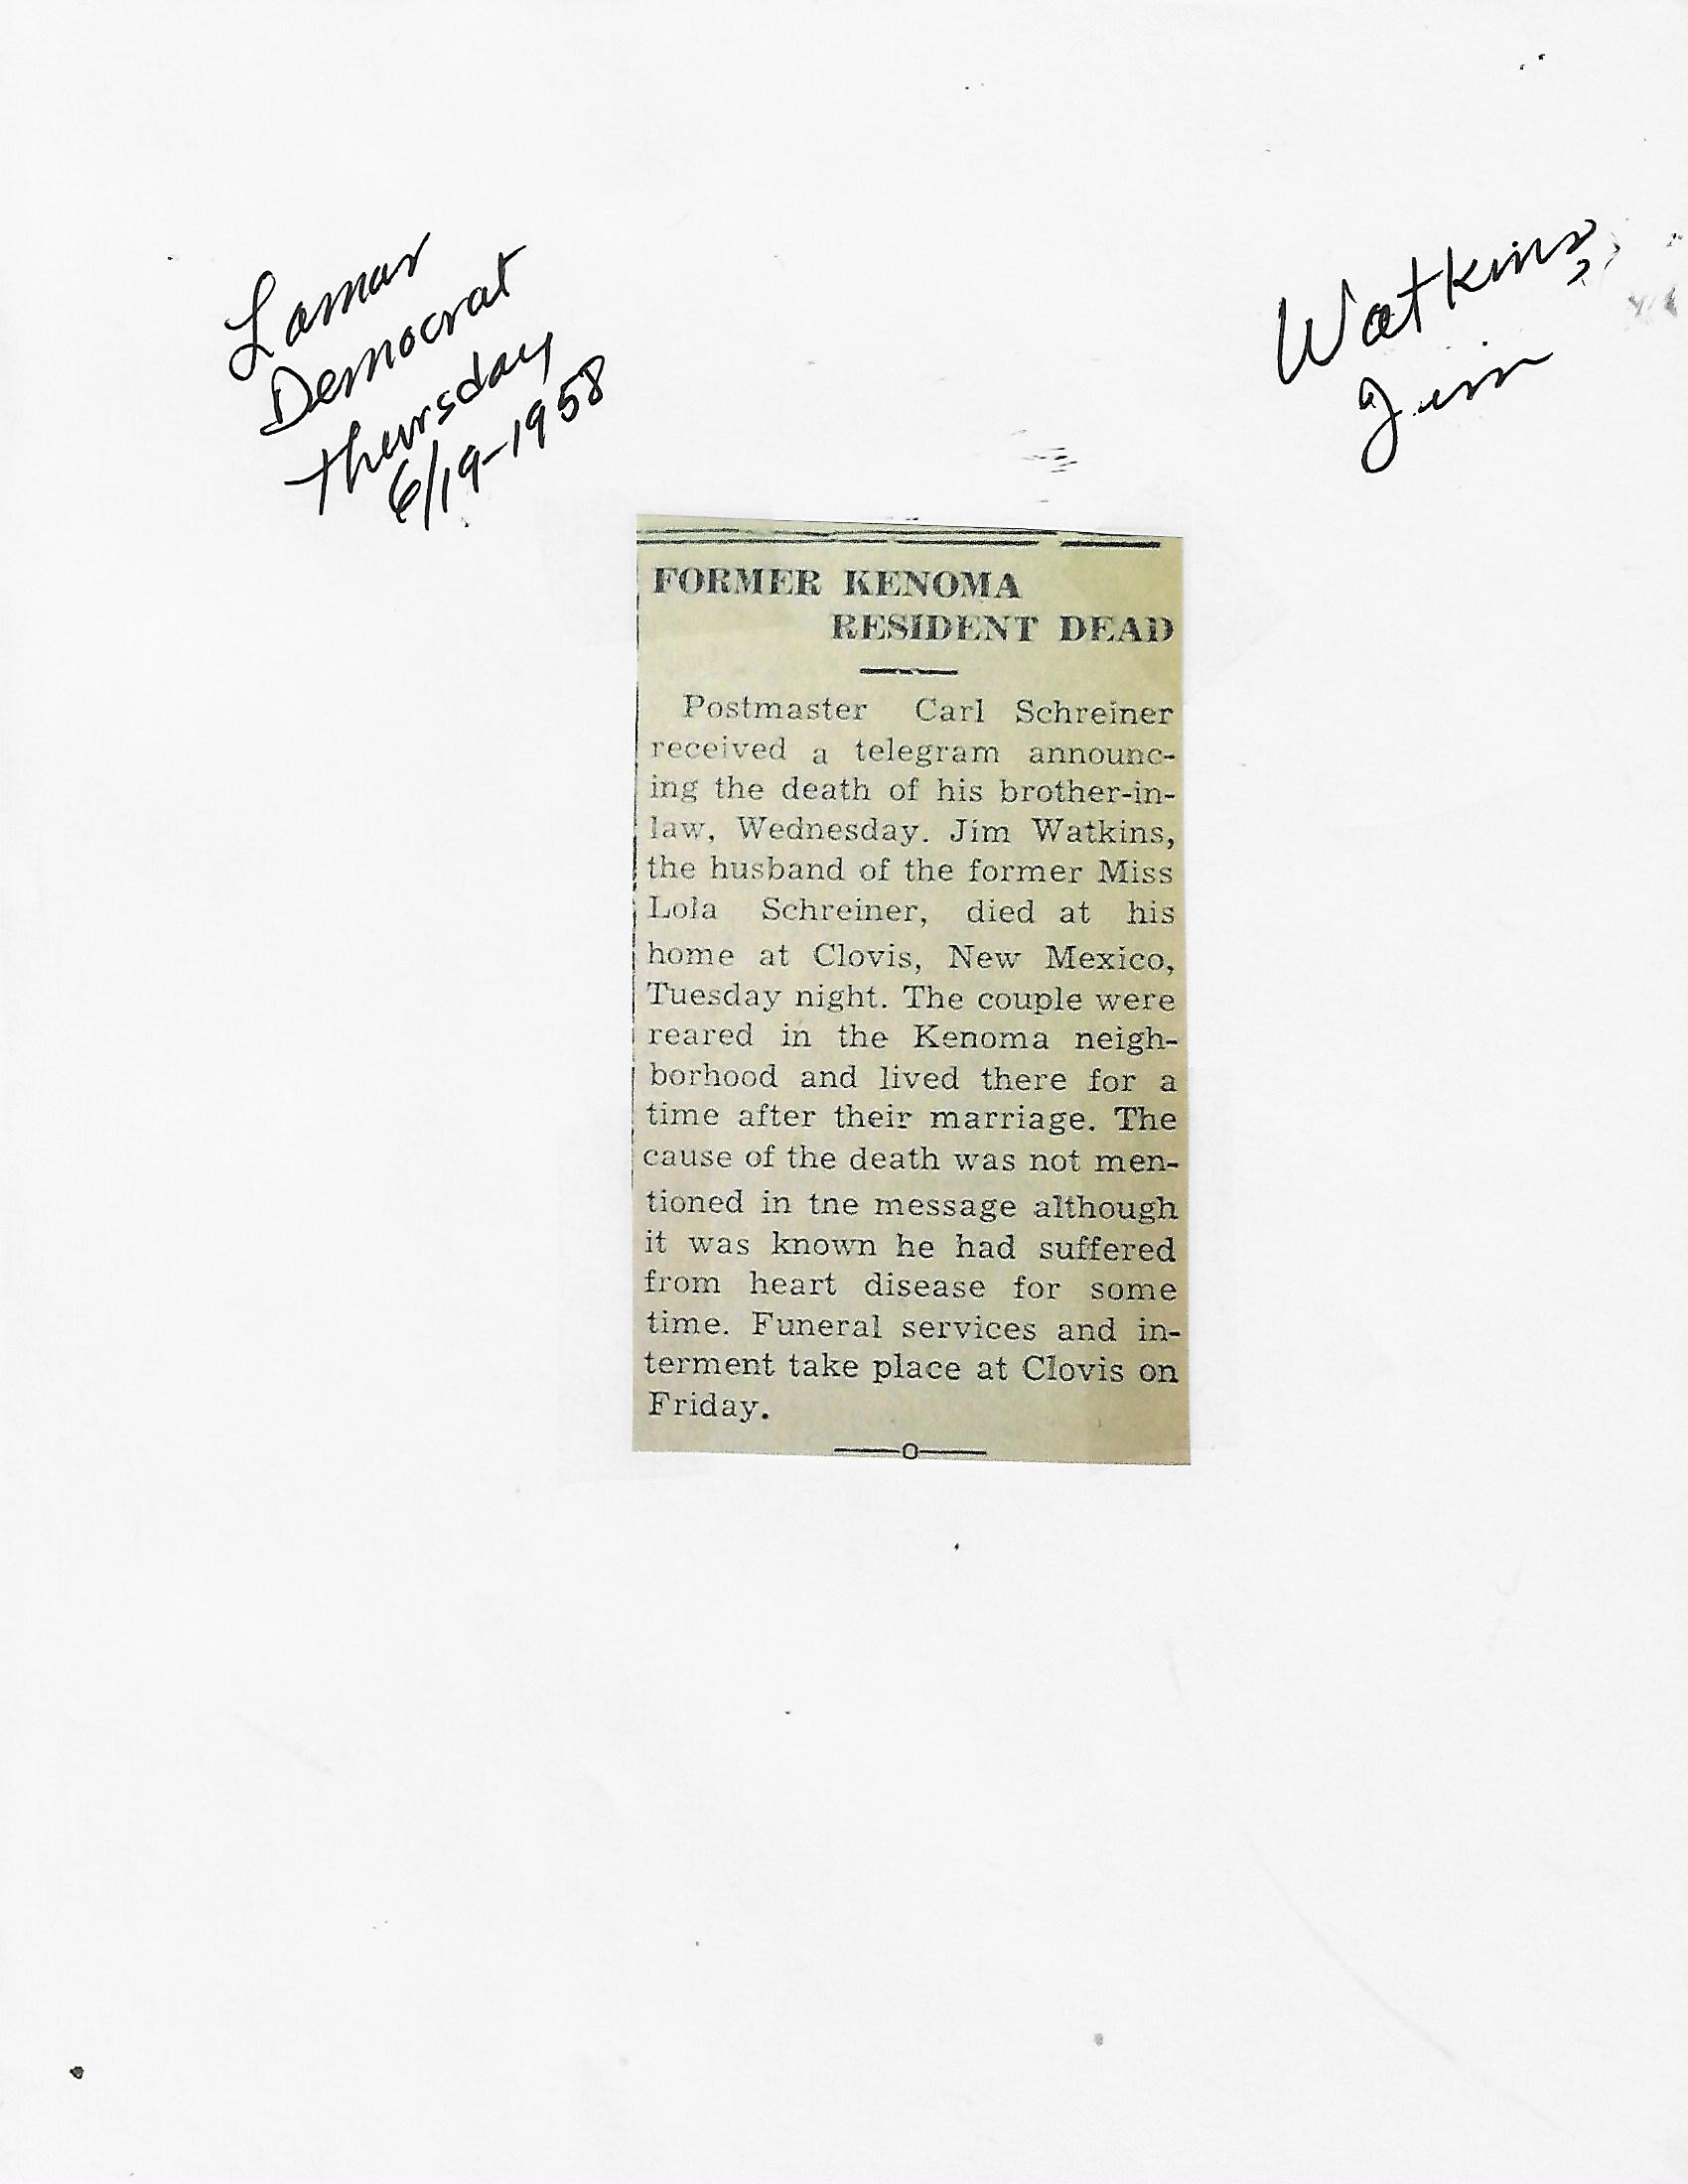 Lamar
Democrat
Thursday
6/19-1958
Watkins,
Jim
FORMER KENOMA
RESIDENT DEAD
Postmaster Carl Schreiner
received a telegram announc-
ing the death of his brother-in-
law, Wednesday. Jim Watkins,
the husband of the former Miss
Lola Schreiner, died at his
home at Clovis, New Mexico,
Tuesday night. The couple were
reared in the Kenoma neigh-
borhood and lived there for a
time after their marriage. The
cause of the death was not men-
tioned in tne message although
it was known he had suffered
from heart disease for some
time. Funeral services and in-
terment take place at Clovis on
Friday.